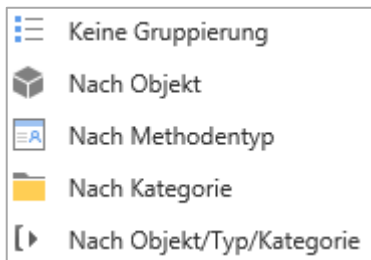 Keine Gruppierung
Nach Objekt
Nach Methodentyp
Nach Kategorie
Nach Objekt/Typ/Kategorie